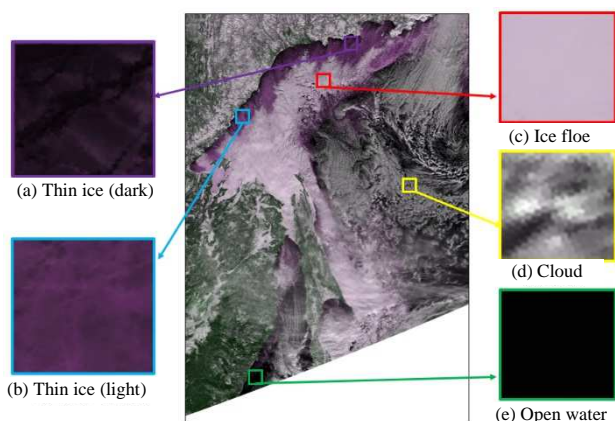 (a) Thin ice (dark)
(b) Thin ice (light)
(c) Ice floe
(d) Cloud
(e) Open water